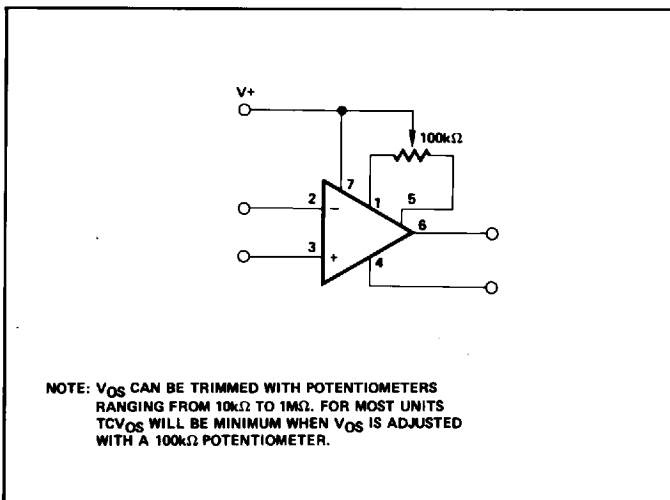 V+
100kΩ
7
1
5
2
−
6
3
+
4
NOTE: VOS CAN BE TRIMMED WITH POTENTIOMETERS
RANGING FROM 10kΩ TO 1MΩ. FOR MOST UNITS
TCVOS WILL BE MINIMUM WHEN VOS IS ADJUSTED
WITH A 100kΩ POTENTIOMETER.